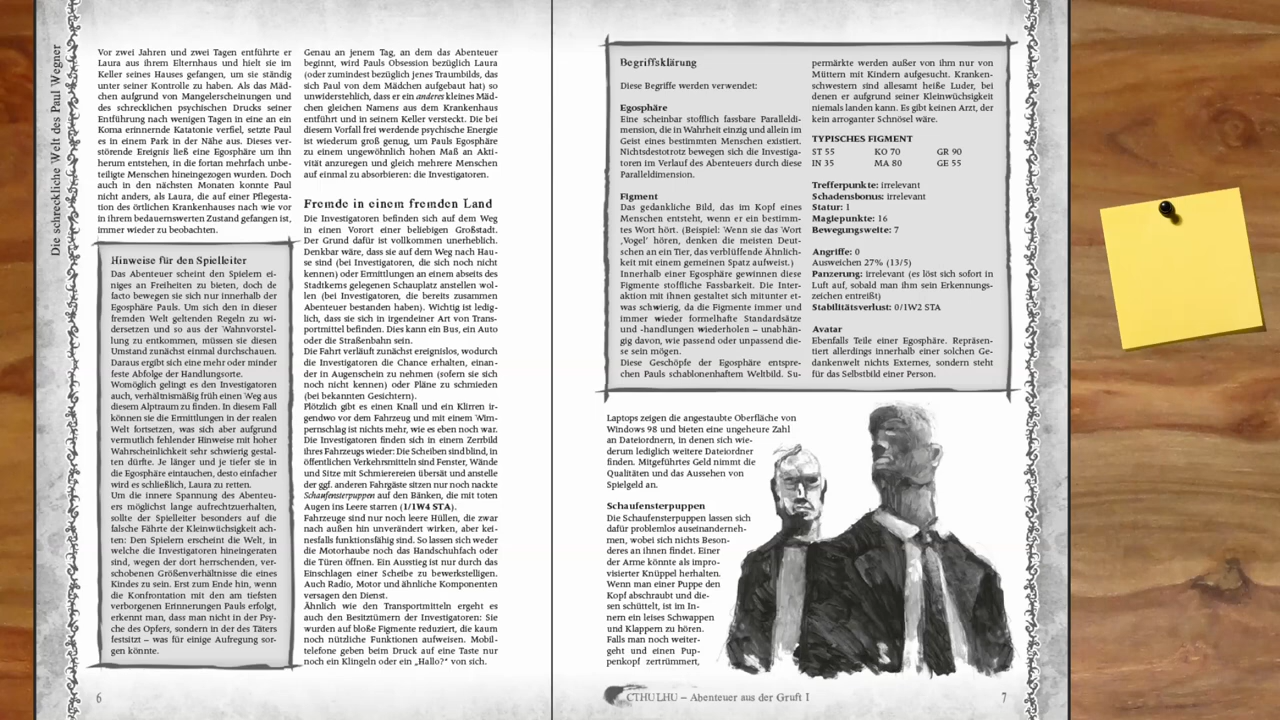 Die schreckliche Welt des Paul Wegner
Vor zwei Jahren und zwei Tagen entführte er
Laura aus ihrem Elternhaus und hielt sie im
Keller seines Hauses gefangen, um sie ständig
unter seiner Kontrolle zu haben. Als das Mäd-
chen aufgrund von Mangelerscheinungen und
des schrecklichen psychischen Drucks seiner
Entführung nach wenigen Tagen in eine an ein
Koma erinnernde Katatonie verfiel, setzte Paul
es in einem Park in der Nähe aus. Dieses ver-
störende Ereignis ließ eine Egosphäre um ihn
herum entstehen, in die fortan mehrfach unbe-
teiligte Menschen hineingezogen wurden. Doch
auch in den nächsten Monaten konnte Paul
nicht anders, als Laura, die auf einer Pflegesta-
tion des örtlichen Krankenhauses nach wie vor
in ihrem bedauernswerten Zustand gefangen ist,
immer wieder zu beobachten.
Hinweise für den Spielleiter
Das Abenteuer scheint den Spielern ei-
niges an Freiheiten zu bieten, doch de
facto bewegen sie sich nur innerhalb der
Egosphäre Pauls. Um sich den in dieser
fremden Welt geltenden Regeln zu wi-
dersetzen und so aus der Wahnvorstel-
lung zu entkommen, müssen sie diesen
Umstand zunächst einmal durchschauen.
Daraus ergibt sich eine mehr oder minder
feste Abfolge der Handlungsorte.
Womöglich gelingt es den Investigatoren
auch, verhältnismäßig früh einen Weg aus
diesem Alptraum zu finden. In diesem Fall
können sie die Ermittlungen in der realen
Welt fortsetzen, was sich aber aufgrund
vermutlich fehlender Hinweise mit hoher
Wahrscheinlichkeit sehr schwierig gestal-
ten dürfte. Je länger und je tiefer sie in
die Egosphäre eintauchen, desto einfacher
wird es schließlich, Laura zu retten.
Um die innere Spannung des Abenteu-
ers möglichst lange aufrechtzuerhalten,
sollte der Spielleiter besonders auf die
falsche Fährte der Kleinwüchsigkeit ach-
ten: Den Spielern erscheint die Welt, in
welche die Investigatoren hineingeraten
sind, wegen der dort herrschenden, ver-
schobenen Größenverhältnisse die eines
Kindes zu sein. Erst zum Ende hin, wenn
die Konfrontation mit den am tiefsten
verborgenen Erinnerungen Pauls erfolgt,
erkennt man, dass man nicht in der Psy-
che des Opfers, sondern in der des Täters
festsitzt – was für einige Aufregung sor-
gen könnte.
Genau an jenem Tag, an dem das Abenteuer
beginnt, wird Pauls Obsession bezüglich Laura
(oder zumindest bezüglich jenes Traumbilds, das
sich Paul von dem Mädchen aufgebaut hat) so
unwiderstehlich, dass er ein anderes kleines Mäd-
chen gleichen Namens aus dem Krankenhaus
entführt und in seinem Keller versteckt. Die bei
diesem Vorfall frei werdende psychische Energie
ist wiederum groß genug, um Pauls Egosphäre
zu einem ungewöhnlich hohen Maß an Akti-
vität anzuregen und gleich mehrere Menschen
auf einmal zu absorbieren: die Investigatoren.
Fremde in einem fremden Land
Die Investigatoren befinden sich auf dem Weg
in einen Vorort einer beliebigen Großstadt.
Der Grund dafür ist vollkommen unerheblich.
Denkbar wäre, dass sie auf dem Weg nach Hau-
se sind (bei Investigatoren, die sich noch nicht
kennen) oder Ermittlungen an einem abseits des
Stadtkerns gelegenen Schauplatz anstellen wol-
len (bei Investigatoren, die bereits zusammen
Abenteuer bestanden haben). Wichtig ist ledig-
lich, dass sie sich in irgendeiner Art von Trans-
portmittel befinden. Dies kann ein Bus, ein Auto
oder die Straßenbahn sein.
Die Fahrt verläuft zunächst ereignislos, wodurch
die Investigatoren die Chance erhalten, einan-
der in Augenschein zu nehmen (sofern sie sich
noch nicht kennen) oder Pläne zu schmieden
(bei bekannten Gesichtern).
Plötzlich gibt es einen Knall und ein Klirren ir-
gendwo vor dem Fahrzeug und mit einem Wim-
pernschlag ist nichts mehr, wie es eben noch war.
Die Investigatoren finden sich in einem Zerrbild
ihres Fahrzeugs wieder: Die Scheiben sind blind, in
öffentlichen Verkehrsmitteln sind Fenster, Wände
und Sitze mit Schmierereien übersät und anstelle
der ggf. anderen Fahrgäste sitzen nur noch nackte
Schaufensterpuppen auf den Bänken, die mit toten
Augen ins Leere starren (1/1W4 STA).
Fahrzeuge sind nur noch leere Hüllen, die zwar
nach außen hin unverändert wirken, aber kei-
nesfalls funktionsfähig sind. So lassen sich weder
die Motorhaube noch das Handschuhfach oder
die Türen öffnen. Ein Ausstieg ist nur durch das
Einschlagen einer Scheibe zu bewerkstelligen.
Auch Radio, Motor und ähnliche Komponenten
versagen den Dienst.
Ähnlich wie den Transportmitteln ergeht es
auch den Besitztümern der Investigatoren: Sie
wurden auf bloße Figmente reduziert, die kaum
noch nützliche Funktionen aufweisen. Mobil-
telefone geben beim Druck auf eine Taste nur
noch ein Klingeln oder ein „Hallo?“ von sich.
6
Begriffsklärung
Diese Begriffe werden verwendet:
Egosphäre
Eine scheinbar stofflich fassbare Paralleldi-
mension, die in Wahrheit einzig und allein im
Geist eines bestimmten Menschen existiert.
Nichtsdestotrotz bewegen sich die Investiga-
toren im Verlauf des Abenteuers durch diese
Paralleldimension.
Figment
Das gedankliche Bild, das im Kopf eines
Menschen entsteht, wenn er ein bestimm-
tes Wort hört. (Beispiel: Wenn sie das Wort
‚Vogel‘ hören, denken die meisten Deut-
schen an ein Tier, das verblüffende Ähnlich-
keit mit einem gemeinen Spatz aufweist.)
Innerhalb einer Egosphäre gewinnen diese
Figmente stoffliche Fassbarkeit. Die Inter-
aktion mit ihnen gestaltet sich mitunter et-
was schwierig, da die Figmente immer und
immer wieder formelhafte Standardsätze
und -handlungen wiederholen – unabhän-
gig davon, wie passend oder unpassend die-
se sein mögen.
Diese Geschöpfe der Egosphäre entspre-
chen Pauls schablonenhaftem Weltbild. Su-
permärkte werden außer von ihm nur von
Müttern mit Kindern aufgesucht. Kranken-
schwestern sind allesamt heiße Luder, bei
denen er aufgrund seiner Kleinwüchsigkeit
niemals landen kann. Es gibt keinen Arzt, der
kein arroganter Schnösel wäre.
TYPISCHES FIGMENT
ST 55 KO 70 GR 90
IN 35 MA 80 GE 55
Trefferpunkte: irrelevant
Schadensbonus: irrelevant
Statur: 1
Magiepunkte: 16
Bewegungsweite: 7
Angriffe: 0
Ausweichen 27% (13/5)
Panzerung: irrelevant (es löst sich sofort in
Luft auf, sobald man ihm sein Erkennungs-
zeichen entreißt)
Stabilitätsverlust: 0/1W2 STA
Avatar
Ebenfalls Teile einer Egosphäre. Repräsen-
tiert allerdings innerhalb einer solchen Ge-
dankenwelt nichts Externes, sondern steht
für das Selbstbild einer Person.
Laptops zeigen die angestaubte Oberfläche von
Windows 98 und bieten eine ungeheure Zahl
an Dateiordnern, in denen sich wie-
derum lediglich weitere Dateiordner
finden. Mitgeführtes Geld nimmt die
Qualitäten und das Aussehen von
Spielgeld an.
Schaufensterpuppen
Die Schaufensterpuppen lassen sich
dafür problemlos auseinanderneh-
men, wobei sich nichts Beson-
deres an ihnen findet. Einer
der Arme könnte als impro-
visierter Knüppel herhalten.
Wenn man einer Puppe den
Kopf abschraubt und die-
sen schüttelt, ist im In-
nern ein leises Schwappen
und Klappern zu hören.
Falls man noch weiter-
geht und einen Pup-
penkopf zertrümmert,
CTHULHU – Abenteuer aus der Gruft I
7